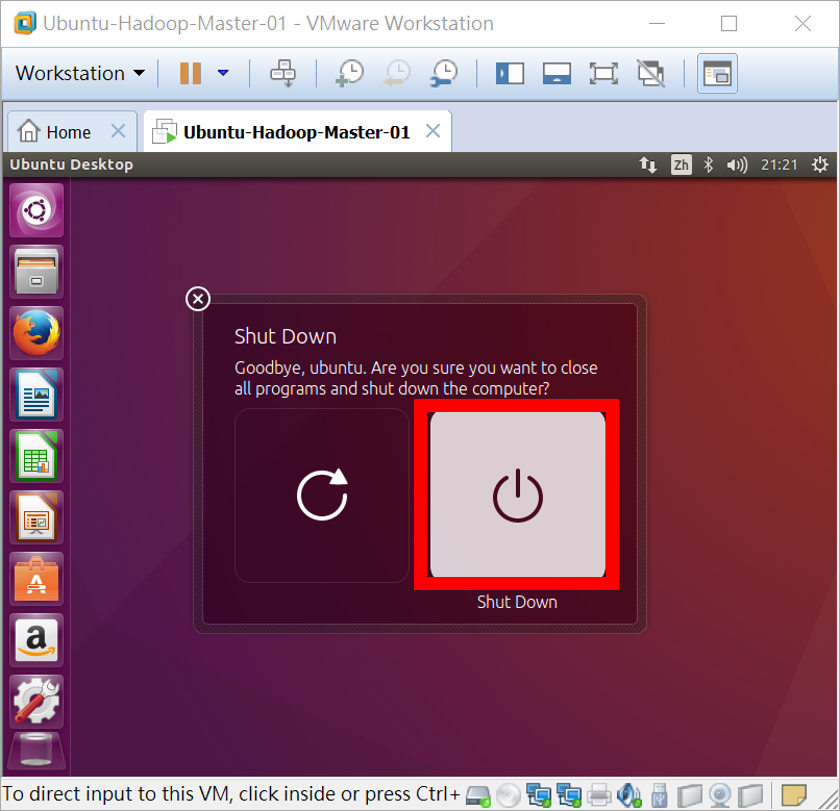 Ubuntu-Hadoop-Master-01 - VMware Workstation
Workstation
Home
Ubuntu-Hadoop-Master-01
Ubuntu Desktop
Zh
21:21
Shut Down
Goodbye, ubuntu. Are you sure you want to close
all programs and shut down the computer?
Shut Down
To direct input to this VM, click inside or press Ctrl+